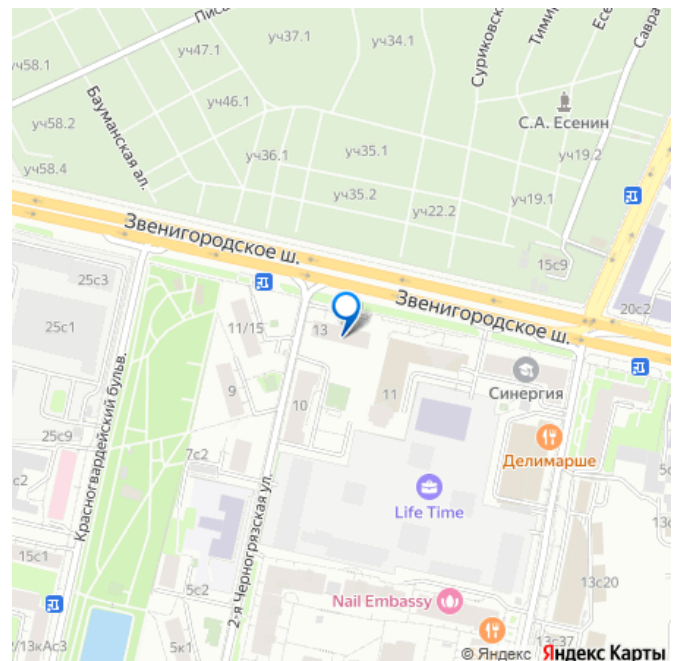 Писа
уч47.1
уч37.1
уч34.1
Суриковск
Тимир
Есе
Савра
уч58.1
Бауманская ал.
уч46.1
уч58.2
С.А. Есенин
уч58.4
уч36.1
уч35.1
уч19.2
уч35.2
уч22.2
уч19.1
Звенигородское ш.
15с9
25с3
Звенигородское ш.
20с2
25с1
11/15
13
Синергия
9
11
10
Красногвардейский бульв.
25с9
Делимарше
7с2
с2
Life Time
2-я Черногрязская ул.
15с1
5с2
13с20
Nail Embassy
2/13кАс3
5к1
13с37
© Яндекс Яндекс Карты